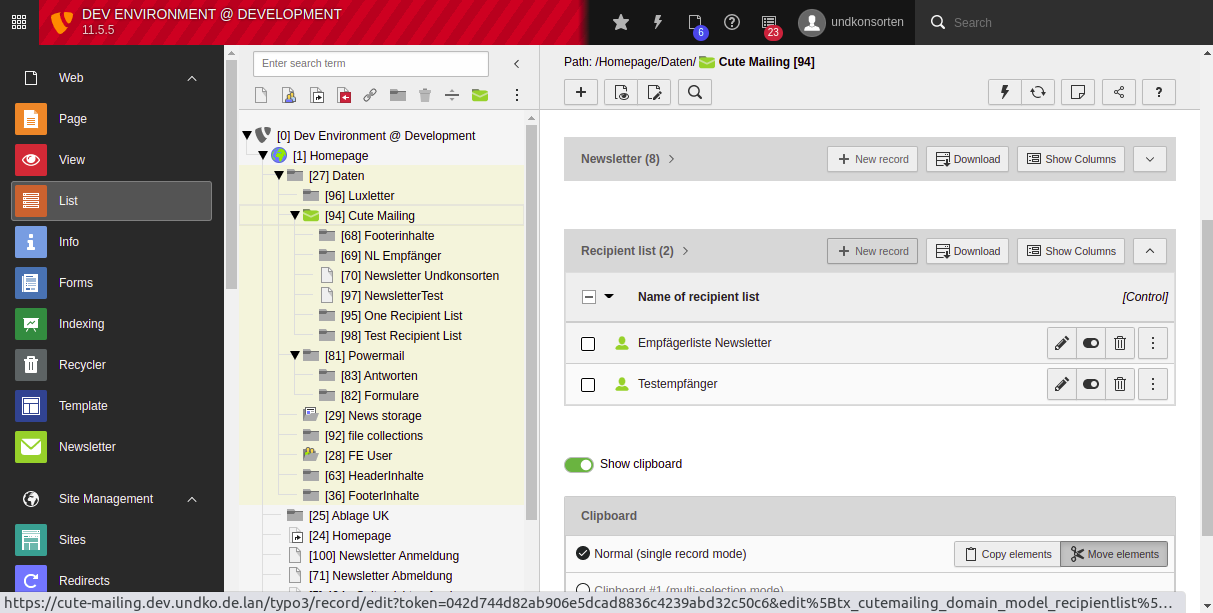 DEV ENVIRONMENT @ DEVELOPMENT
11.5.5
6
23
undkonsorten
Search
Web
Page
View
List
Info
Forms
Indexing
Recycler
Template
Newsletter
Site Management
Sites
Redirects
Enter search term
[0] Dev Environment @ Development
[1] Homepage
[27] Daten
[96] Luxletter
[94] Cute Mailing
[68] Footerinhalte
[69] NL Empfänger
[70] Newsletter Undkonsorten
[97] NewsletterTest
[95] One Recipient List
[98] Test Recipient List
[81] Powermail
[83] Antworten
[82] Formulare
[29] News storage
[92] file collections
[28] FE User
[63] HeaderInhalte
[36] FooterInhalte
[25] Ablage UK
[24] Homepage
[100] Newsletter Anmeldung
[71] Newsletter Abmeldung
Path: /Homepage/Daten/ Cute Mailing [94]
?
Newsletter (8)
New record
Download
Show Columns
Recipient list (2)
New record
Download
Show Columns
Name of recipient list
[Control]
Empfägerliste Newsletter
Testempfänger
Show clipboard
Clipboard
Normal (single record mode)
Copy elements
Move elements
Clipboard #1 (multi-selection mode)
https://cute-mailing.dev.undko.de.lan/typo3/record/edit?token=042d744d82ab906e5dcad8836c4239abd32c50c6&edit%5Btx_cutemailing_domain_model_recipientlist%5...